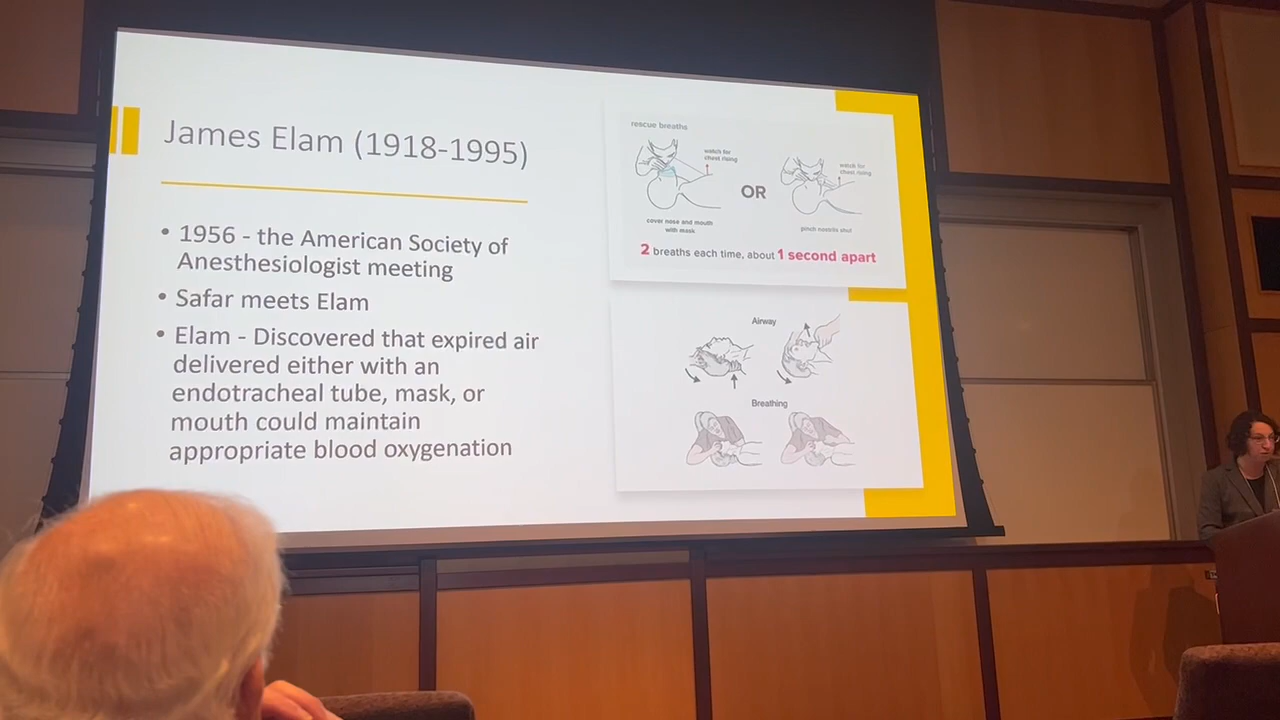 James Elam (1918-1995)
• 1956 - the American Society of
Anesthesiologist meeting
• Safar meets Elam
• Elam - Discovered that expired air
delivered either with an
endotracheal tube, mask, or
mouth could maintain
appropriate blood oxygenation
rescue breaths
watch for
chest rising
cover nose and mouth
with mask
OR
watch for
chest rising
pinch nostrils shut
2 breaths each time, about 1 second apart
Airway
Breathing